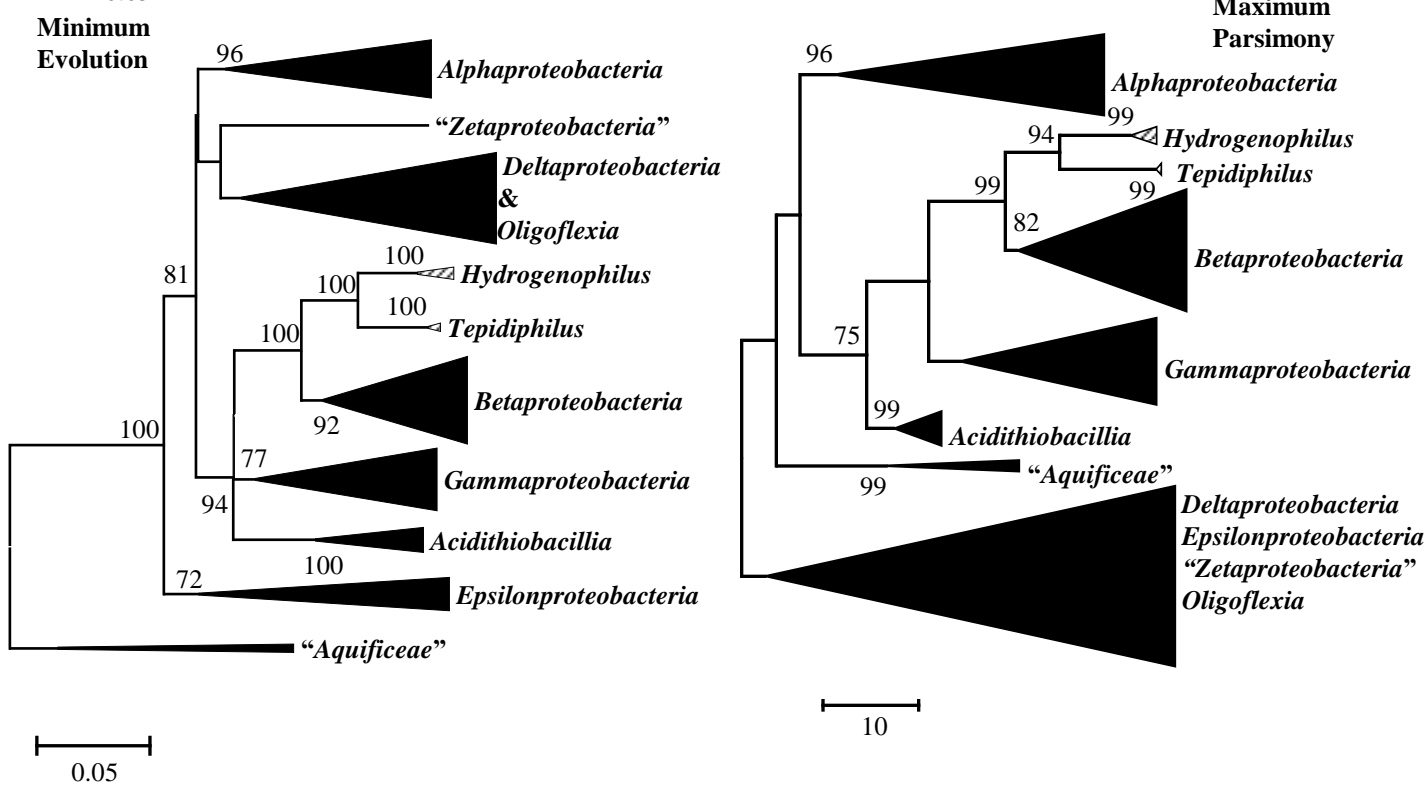 Minimum
Evolution
96
Alphaproteobacteria
“Zetaproteobacteria”
Deltaproteobacteria
&
Oligoflexia
81
100
Hydrogenophilus
100
100
Tepidiphilus
100
Betaproteobacteria
92
100
77
Gammaproteobacteria
94
Acidithiobacillia
100
72
Epsilonproteobacteria
“Aquificeae”
0.05
Maximum
Parsimony
96
Alphaproteobacteria
99
94
Hydrogenophilus
Tepidiphilus
99
99
82
Betaproteobacteria
75
Gammaproteobacteria
99
Acidithiobacillia
“Aquificeae”
99
Deltaproteobacteria
Epsilonproteobacteria
“Zetaproteobacteria”
Oligoflexia
10